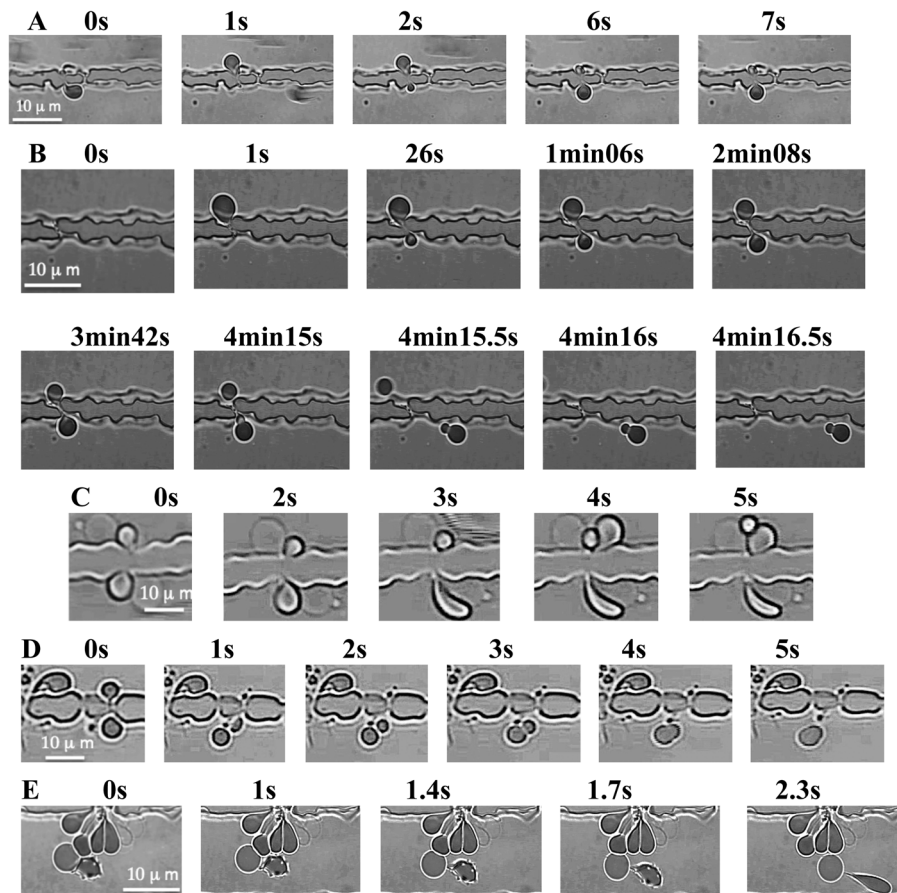 A 0s 1s 2s 6s 7s
10 μm
B 0s 1s 26s 1min06s 2min08s
10 μm
3min42s 4min15s 4min15.5s 4min16s 4min16.5s
C 0s 2s 3s 4s 5s
10 μm
D 0s 1s 2s 3s 4s 5s
10 μm
E 0s 1s 1.4s 1.7s 2.3s
10 μm